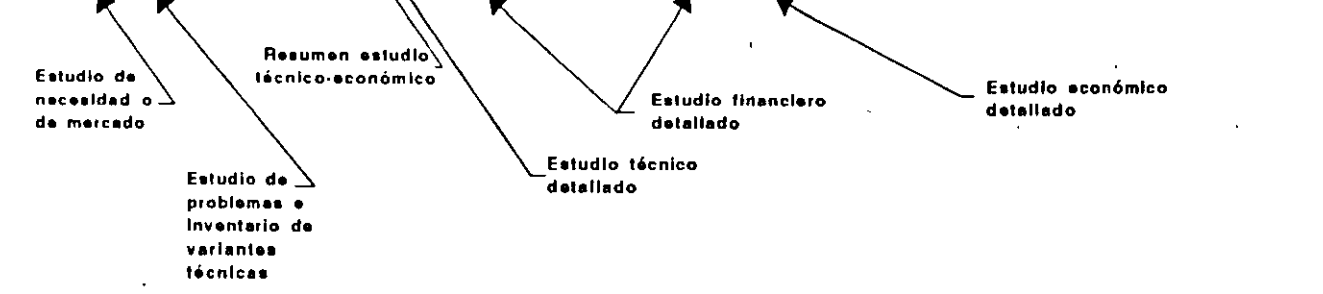 Estudio de
necesidad o
de mercado
Estudio de
problemas e
Inventario de
variantes
técnicas
Resumen estudio
técnico-económico
Estudio técnico
detallado
Estudio financiero
detallado
Estudio económico
detallado